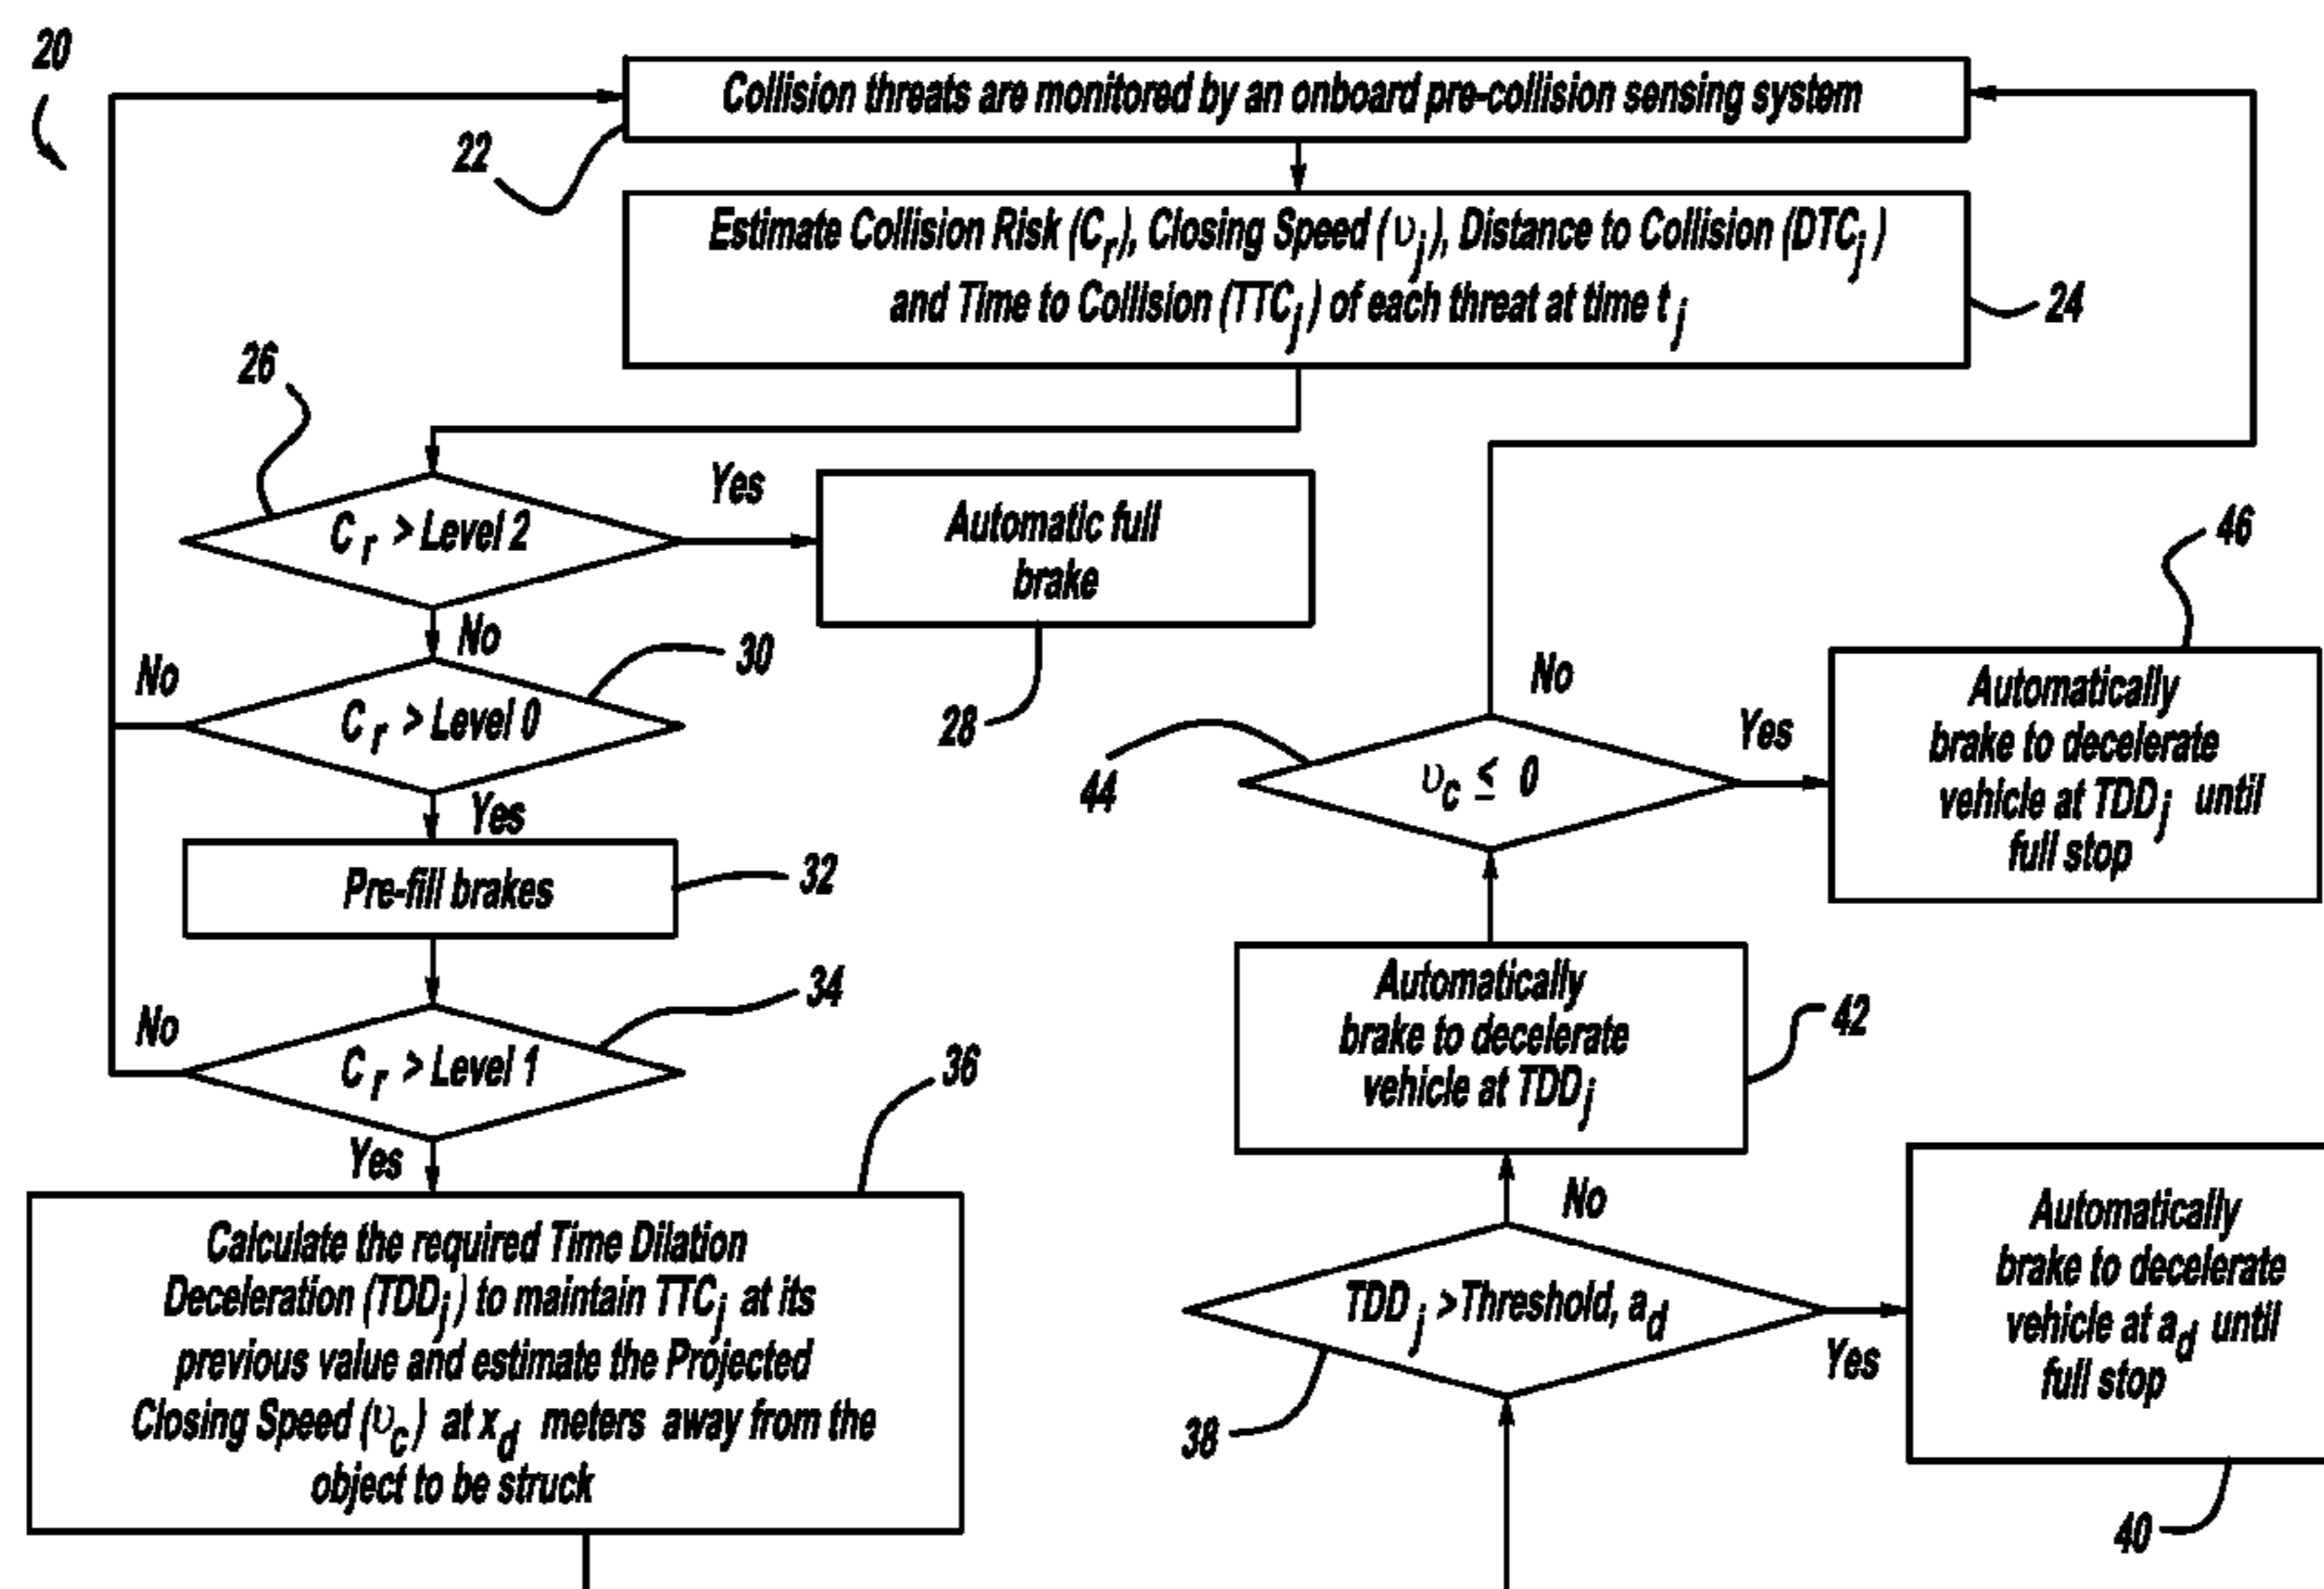 20
Collision threats are monitored by an onboard pre-collision sensing system
22
Estimate Collision Risk (Cr), Closing Speed (υj), Distance to Collision (DTCj)
and Time to Collision (TTCj) of each threat at time tj
24
26
Cr > Level 2
Yes
Automatic full
brake
28
No
30
No
Cr > Level 0
Yes
Pre-fill brakes
32
34
No
Cr > Level 1
Yes
36
Calculate the required Time Dilation
Deceleration (TDDj) to maintain TTCj at its
previous value and estimate the Projected
Closing Speed (υc) at xd meters away from the
object to be struck
38
TDDj >Threshold, ad
Yes
Automatically
brake to decelerate
vehicle at ad until
full stop
40
No
Automatically
brake to decelerate
vehicle at TDDj
42
44
υc ≤ 0
No
Yes
Automatically
brake to decelerate
vehicle at TDDj until
full stop
46